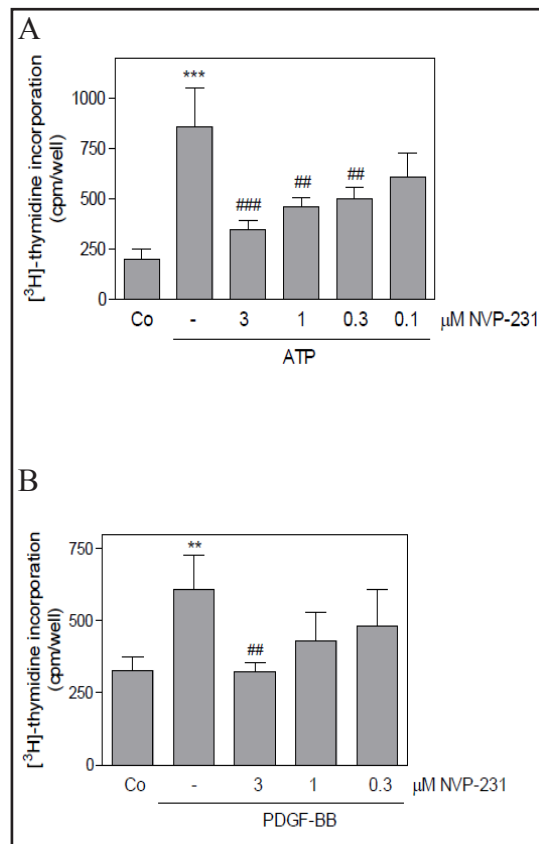 A
[³H]-thymidine incorporation
(cpm/well)
1000
750
500
250
0
***
###
##
##
Co - 3 1 0.3 0.1 μM NVP-231
ATP
B
[³H]-thymidine incorporation
(cpm/well)
750
500
250
0
**
##
Co - 3 1 0.3 μM NVP-231
PDGF-BB